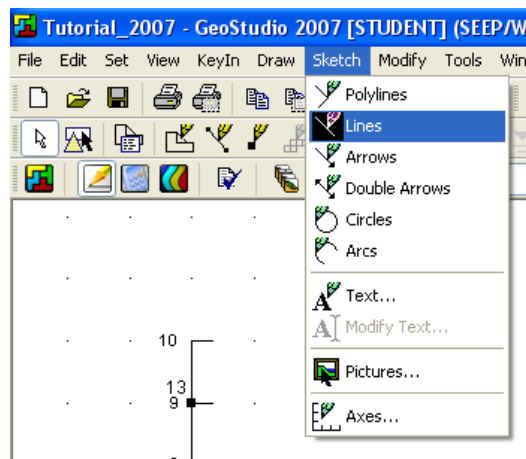 Tutorial_2007 - GeoStudio 2007 [STUDENT] (SEEP/W
File Edit Set View KeyIn Draw Sketch Modify Tools Win
Polylines
Lines
Arrows
Double Arrows
Circles
Arcs
Text...
Modify Text...
Pictures...
Axes...
10
13
9